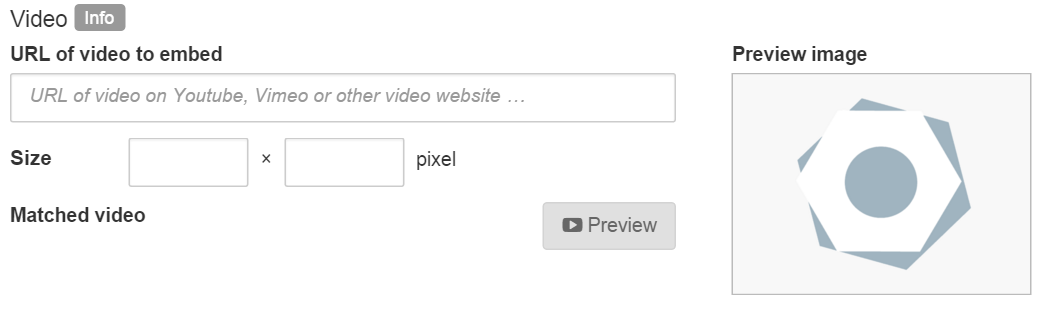 Video Info
URL of video to embed
URL of video on Youtube, Vimeo or other video website …
Size × pixel
Matched video
Preview
Preview image